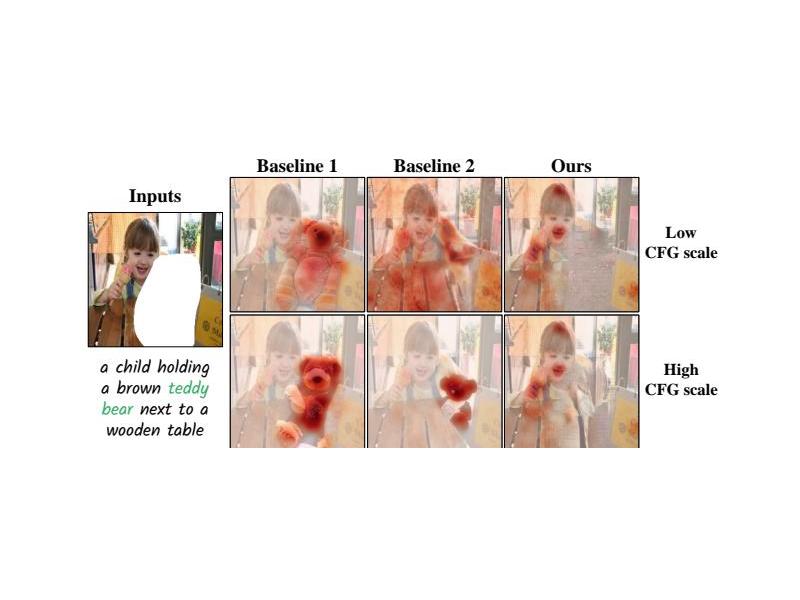 Baseline 1 Baseline 2 Ours
Inputs
Low
CFG scale
High
CFG scale
a child holding
a brown teddy
bear next to a
wooden table